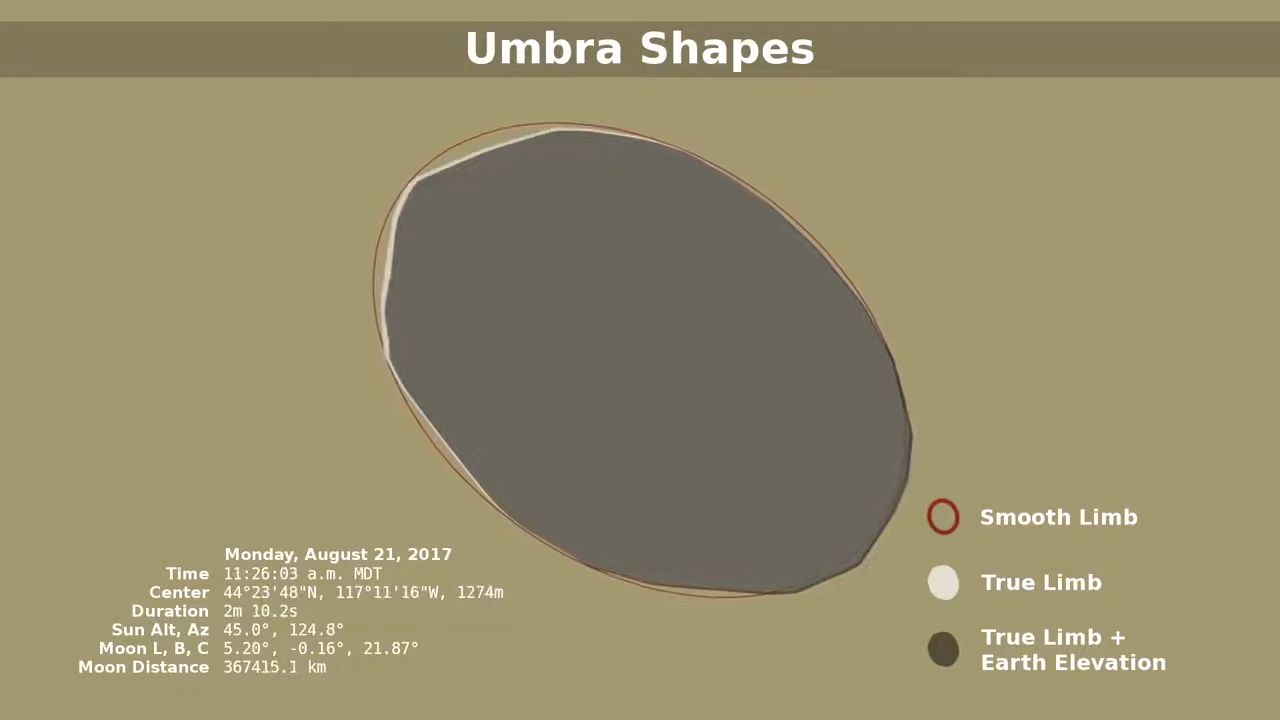 Umbra Shapes
Smooth Limb
True Limb
True Limb +
Earth Elevation
Monday, August 21, 2017
Time 11:26:03 a.m. MDT
Center 44°23'48"N, 117°11'16"W, 1274m
Duration 2m 10.2s
Sun Alt, Az 45.0°, 124.8°
Moon L, B, C 5.20°, -0.16°, 21.87°
Moon Distance 367415.1 km